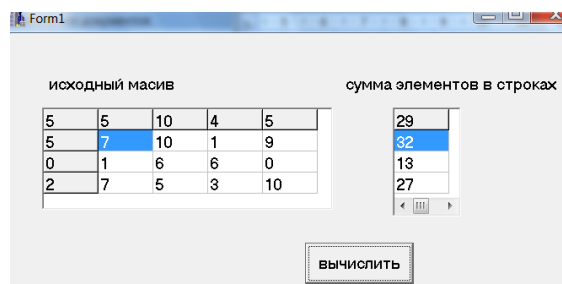 Form1
исходный масив
сумма элементов в строках
5 5 10 4 5
29
5 7 10 1 9
32
0 1 6 6 0
13
2 7 5 3 10
27
вычислить